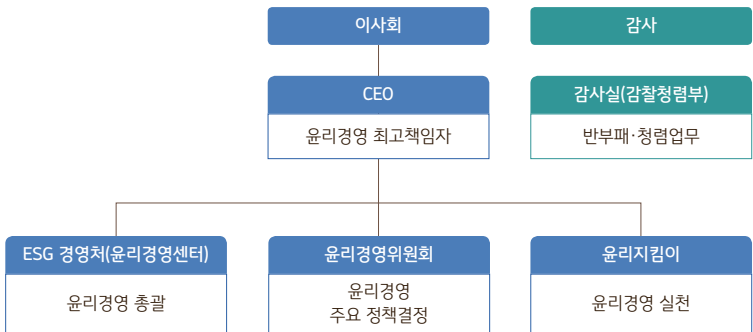 이사회
감사
CEO
윤리경영 최고책임자
감사실(감찰청렴부)
반부패·청렴업무
ESG 경영처(윤리경영센터)
윤리경영 총괄
윤리경영위원회
윤리경영
주요 정책결정
윤리지킴이
윤리경영 실천